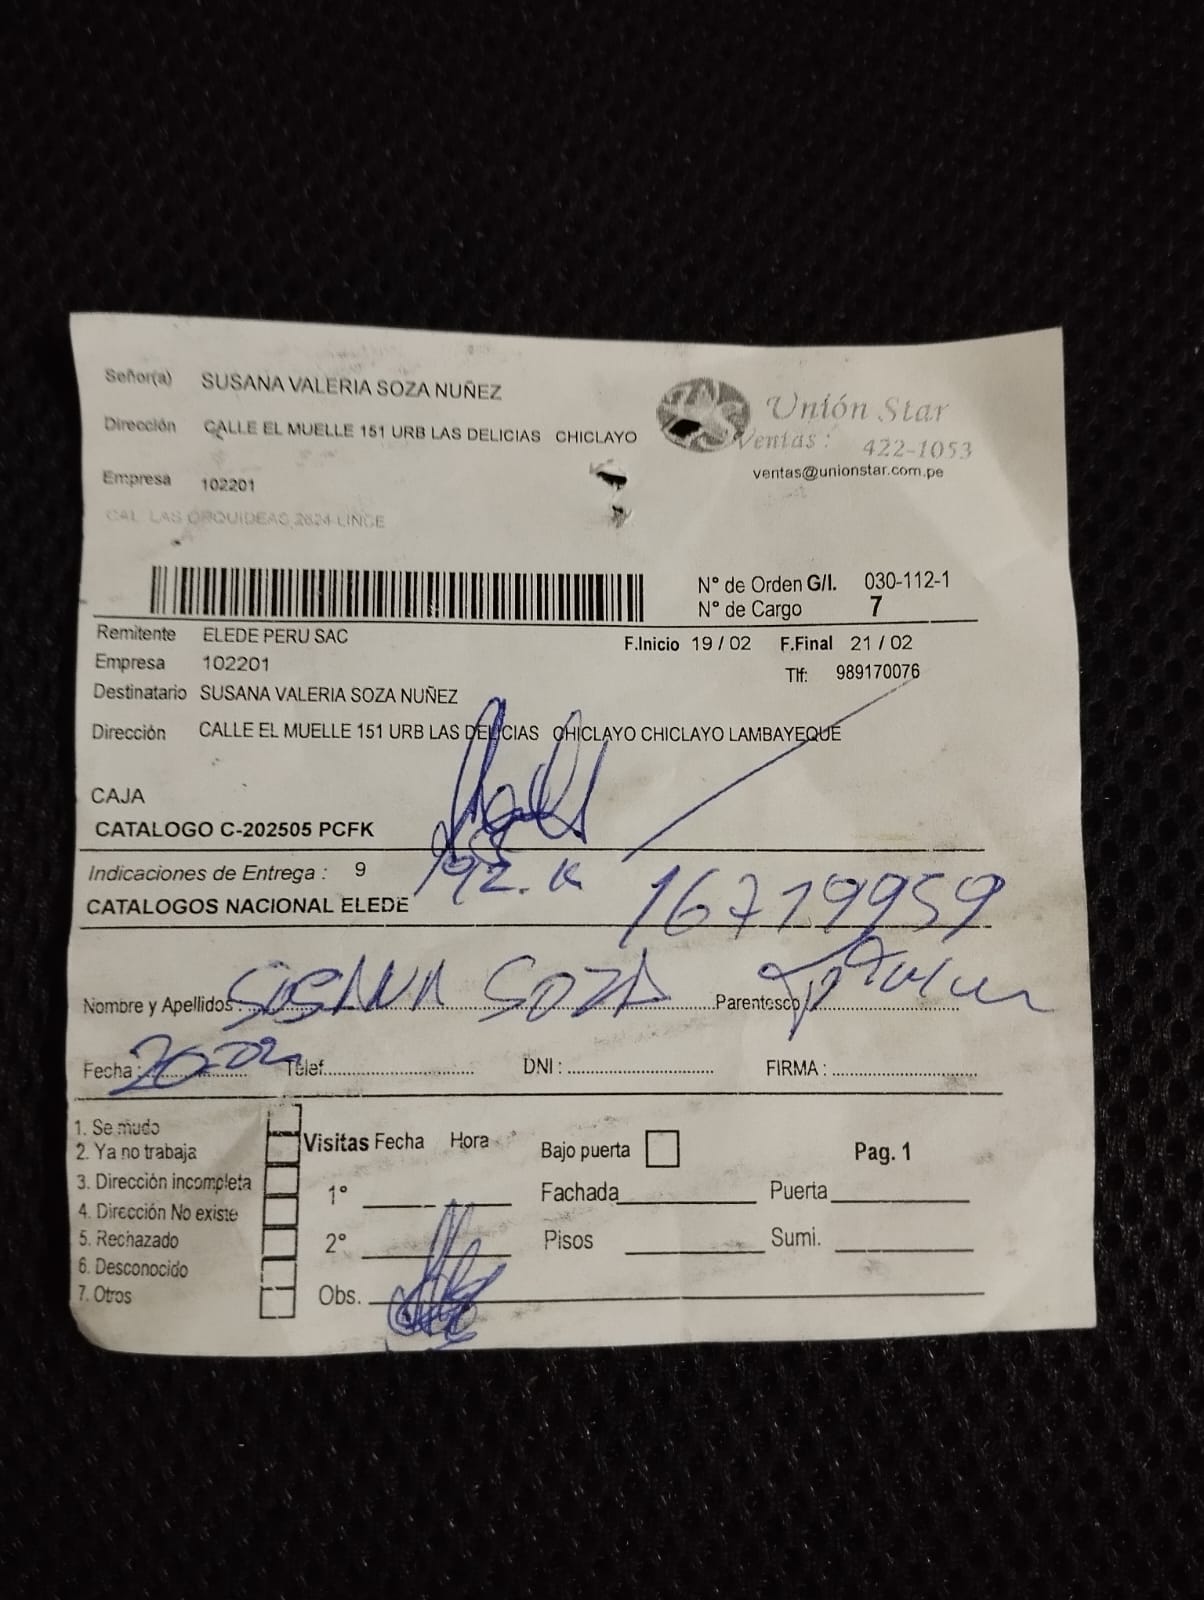 Señor(a) SUSANA VALERIA SOZA NUÑEZ
Dirección CALLE EL MUELLE 151 URB LAS DELICIAS CHICLAYO
Empresa 102201
CAL. LAS ORQUIDEAC 2624 LINCE
Unión Star
Ventas: 422-1053
ventas@unionstar.com.pe
N° de Orden G/I. 030-112-1
N° de Cargo 7
Remitente ELEDE PERU SAC
F.Inicio 19 / 02 F.Final 21 / 02
Empresa 102201
Tlf: 989170076
Destinatario SUSANA VALERIA SOZA NUÑEZ
Dirección CALLE EL MUELLE 151 URB LAS DELICIAS CHICLAYO CHICLAYO LAMBAYEQUE
CAJA
CATALOGO C-202505 PCFK
Indicaciones de Entrega : 9
16719959
CATALOGOS NACIONAL ELEDE
Nombre y Apellidos: SUSANA SOZA Parentesco
Fecha : 20-02 Telef. DNI : FIRMA :
1. Se mudo
2. Ya no trabaja
3. Dirección incompleta
4. Dirección No existe
5. Rechazado
6. Desconocido
7. Otros
Visitas Fecha Hora
1°
2°
Obs.
Bajo puerta Pag. 1
Fachada Puerta
Pisos Sumi.